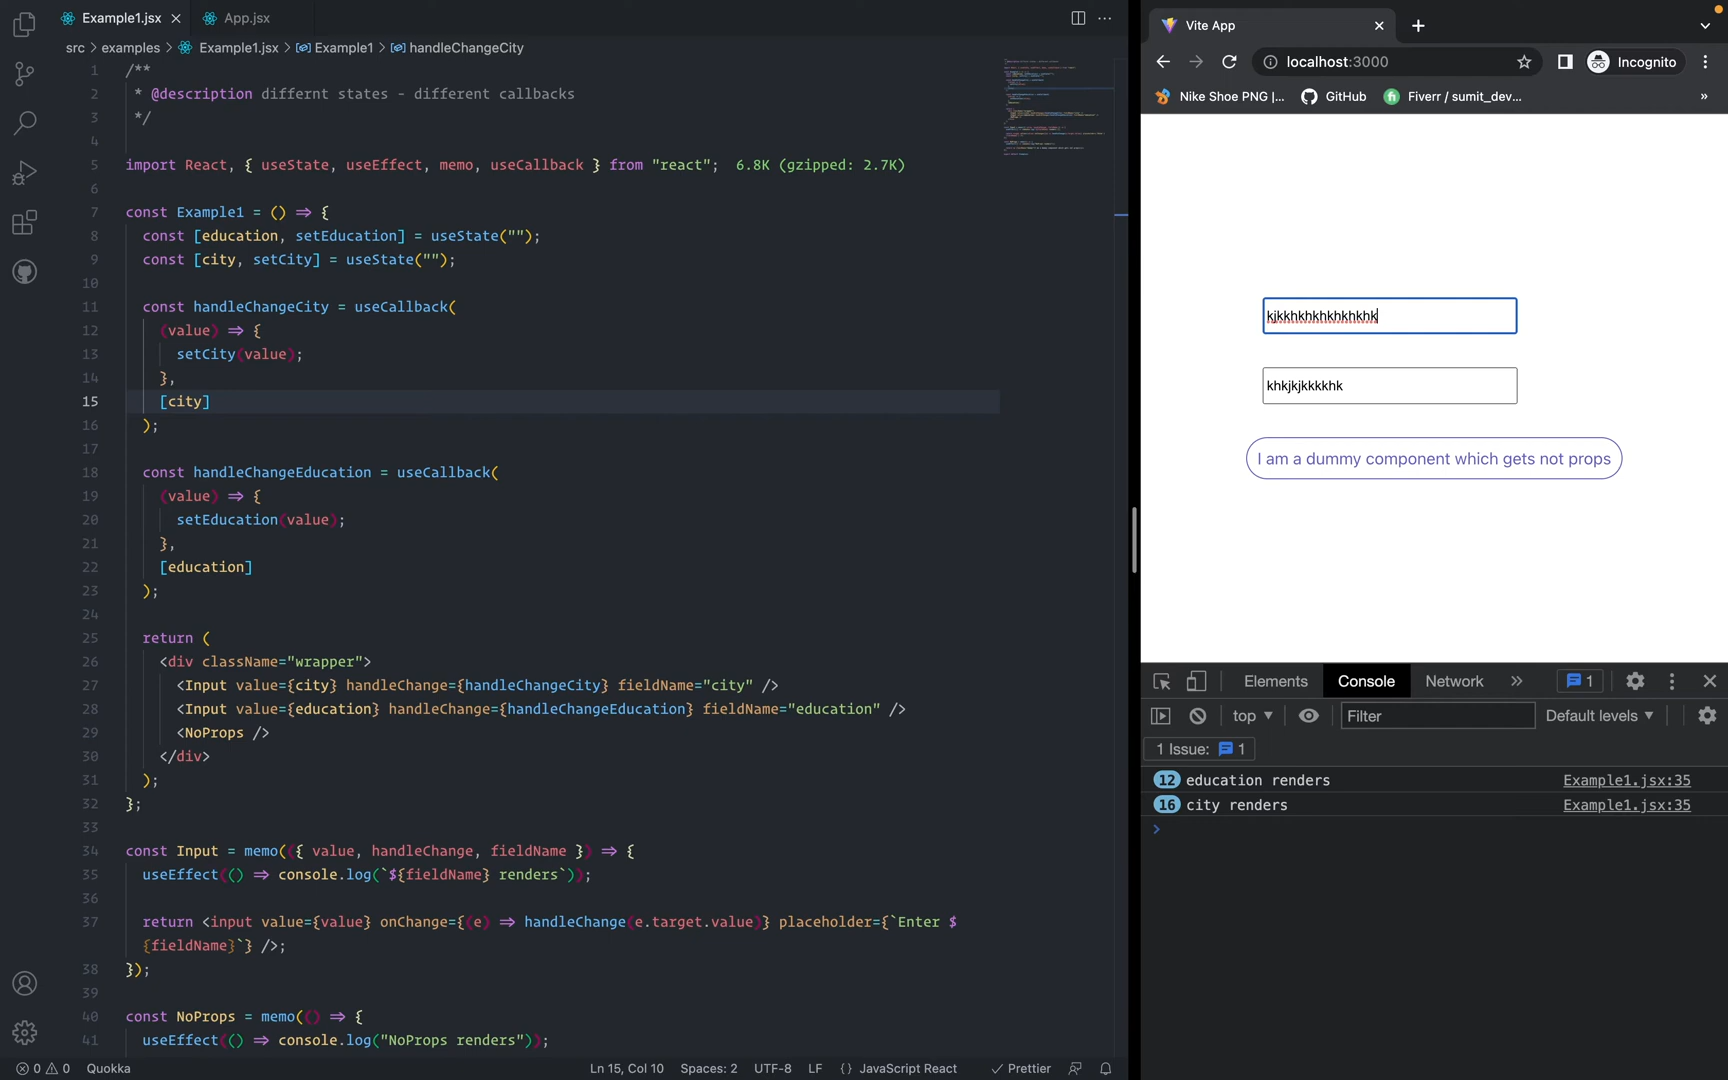 Example1.jsx
App.jsx
src > examples > Example1.jsx > Example1 > handleChangeCity
1 /**
2 * @description differnt states - different callbacks
3 */
4
5 import React, { useState, useEffect, memo, useCallback } from "react"; 6.8K (gzipped: 2.7K)
6
7 const Example1 = () => {
8 const [education, setEducation] = useState("");
9 const [city, setCity] = useState("");
10
11 const handleChangeCity = useCallback(
12 (value) => {
13 setCity(value);
14 },
15 [city]
16 );
17
18 const handleChangeEducation = useCallback(
19 (value) => {
20 setEducation(value);
21 },
22 [education]
23 );
24
25 return (
26 <div className="wrapper">
27 <Input value={city} handleChange={handleChangeCity} fieldName="city" />
28 <Input value={education} handleChange={handleChangeEducation} fieldName="education" />
29 <NoProps />
30 </div>
31 );
32 };
33
34 const Input = memo(({ value, handleChange, fieldName }) => {
35 useEffect(() => console.log(`${fieldName} renders`));
36
37 return <input value={value} onChange={(e) => handleChange(e.target.value)} placeholder={`Enter $
{fieldName}`} />;
38 });
39
40 const NoProps = memo(() => {
41 useEffect(() => console.log("NoProps renders"));
0 0 Quokka
Ln 15, Col 10 Spaces: 2 UTF-8 LF {} JavaScript React Prettier
Vite App
localhost:3000
Incognito
Nike Shoe PNG |...
GitHub
Fiverr / sumit_dev...
»
kjkkhkhkhkhkhkhk
khkjkjkkkkhk
I am a dummy component which gets not props
Elements Console Network » 1
top Filter Default levels
1 Issue: 1
12 education renders Example1.jsx:35
16 city renders Example1.jsx:35